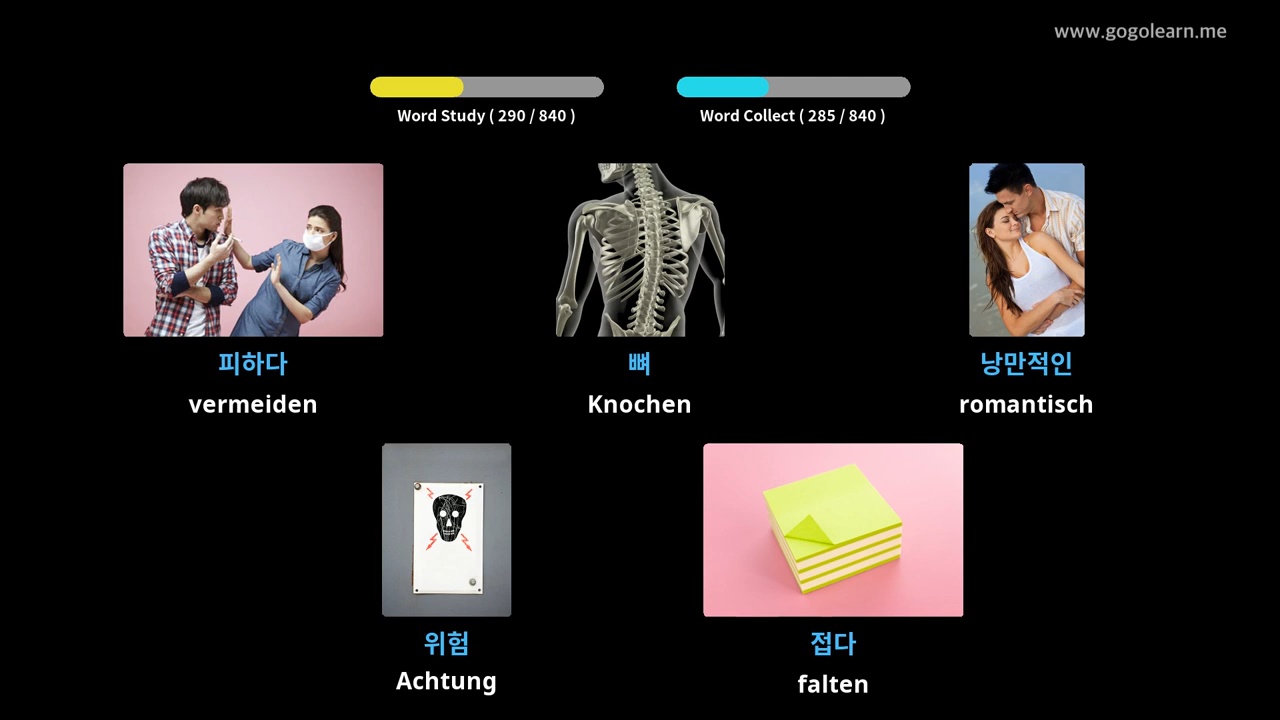 www.gogolearn.me
Word Study ( 290 / 840 )
Word Collect ( 285 / 840 )
피하다
vermeiden
뼈
Knochen
낭만적인
romantisch
위험
Achtung
접다
falten